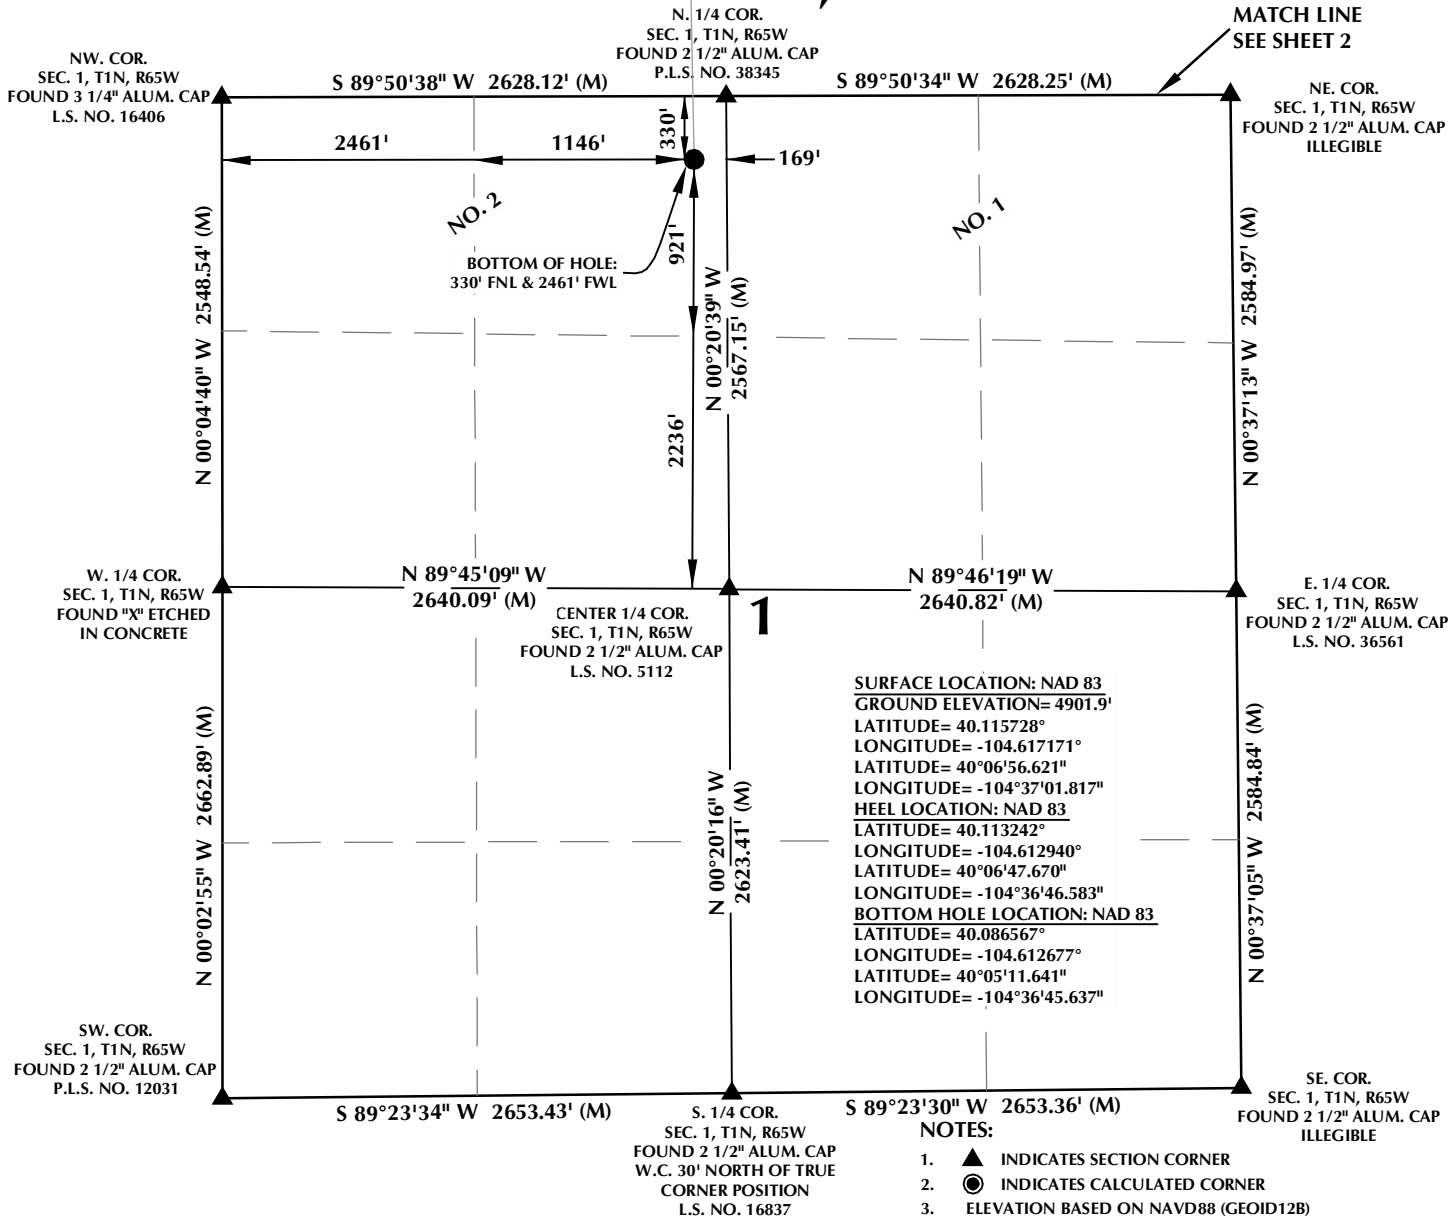 N. 1/4 COR.
SEC. 1, T1N, R65W
FOUND 2 1/2" ALUM. CAP
P.L.S. NO. 38345
MATCH LINE
SEE SHEET 2
NW. COR.
SEC. 1, T1N, R65W
FOUND 3 1/4" ALUM. CAP
L.S. NO. 16406
S 89°50'38" W 2628.12' (M)
S 89°50'34" W 2628.25' (M)
NE. COR.
SEC. 1, T1N, R65W
FOUND 2 1/2" ALUM. CAP
ILLEGIBLE
330'
2461'
1146'
169'
NO. 2
NO. 1
921'
BOTTOM OF HOLE:
330' FNL & 2461' FWL
N 00°04'40" W 2548.54' (M)
N 00°20'39" W
2567.15' (M)
N 00°37'13" W 2584.97' (M)
2236'
W. 1/4 COR.
SEC. 1, T1N, R65W
FOUND "X" ETCHED
IN CONCRETE
N 89°45'09" W
2640.09' (M)
N 89°46'19" W
2640.82' (M)
E. 1/4 COR.
SEC. 1, T1N, R65W
FOUND 2 1/2" ALUM. CAP
L.S. NO. 36561
CENTER 1/4 COR.
SEC. 1, T1N, R65W
FOUND 2 1/2" ALUM. CAP
L.S. NO. 5112
1
SURFACE LOCATION: NAD 83
GROUND ELEVATION= 4901.9'
LATITUDE= 40.115728°
LONGITUDE= -104.617171°
LATITUDE= 40°06'56.621"
LONGITUDE= -104°37'01.817"
HEEL LOCATION: NAD 83
LATITUDE= 40.113242°
LONGITUDE= -104.612940°
LATITUDE= 40°06'47.670"
LONGITUDE= -104°36'46.583"
BOTTOM HOLE LOCATION: NAD 83
LATITUDE= 40.086567°
LONGITUDE= -104.612677°
LATITUDE= 40°05'11.641"
LONGITUDE= -104°36'45.637"
N 00°02'55" W 2662.89' (M)
N 00°20'16" W
2623.41' (M)
N 00°37'05" W 2584.84' (M)
SW. COR.
SEC. 1, T1N, R65W
FOUND 2 1/2" ALUM. CAP
P.L.S. NO. 12031
S 89°23'34" W 2653.43' (M)
S 89°23'30" W 2653.36' (M)
SE. COR.
SEC. 1, T1N, R65W
FOUND 2 1/2" ALUM. CAP
ILLEGIBLE
S. 1/4 COR.
SEC. 1, T1N, R65W
FOUND 2 1/2" ALUM. CAP
W.C. 30' NORTH OF TRUE
CORNER POSITION
L.S. NO. 16837
NOTES:
1. INDICATES SECTION CORNER
2. INDICATES CALCULATED CORNER
3. ELEVATION BASED ON NAVD88 (GEOID12B)